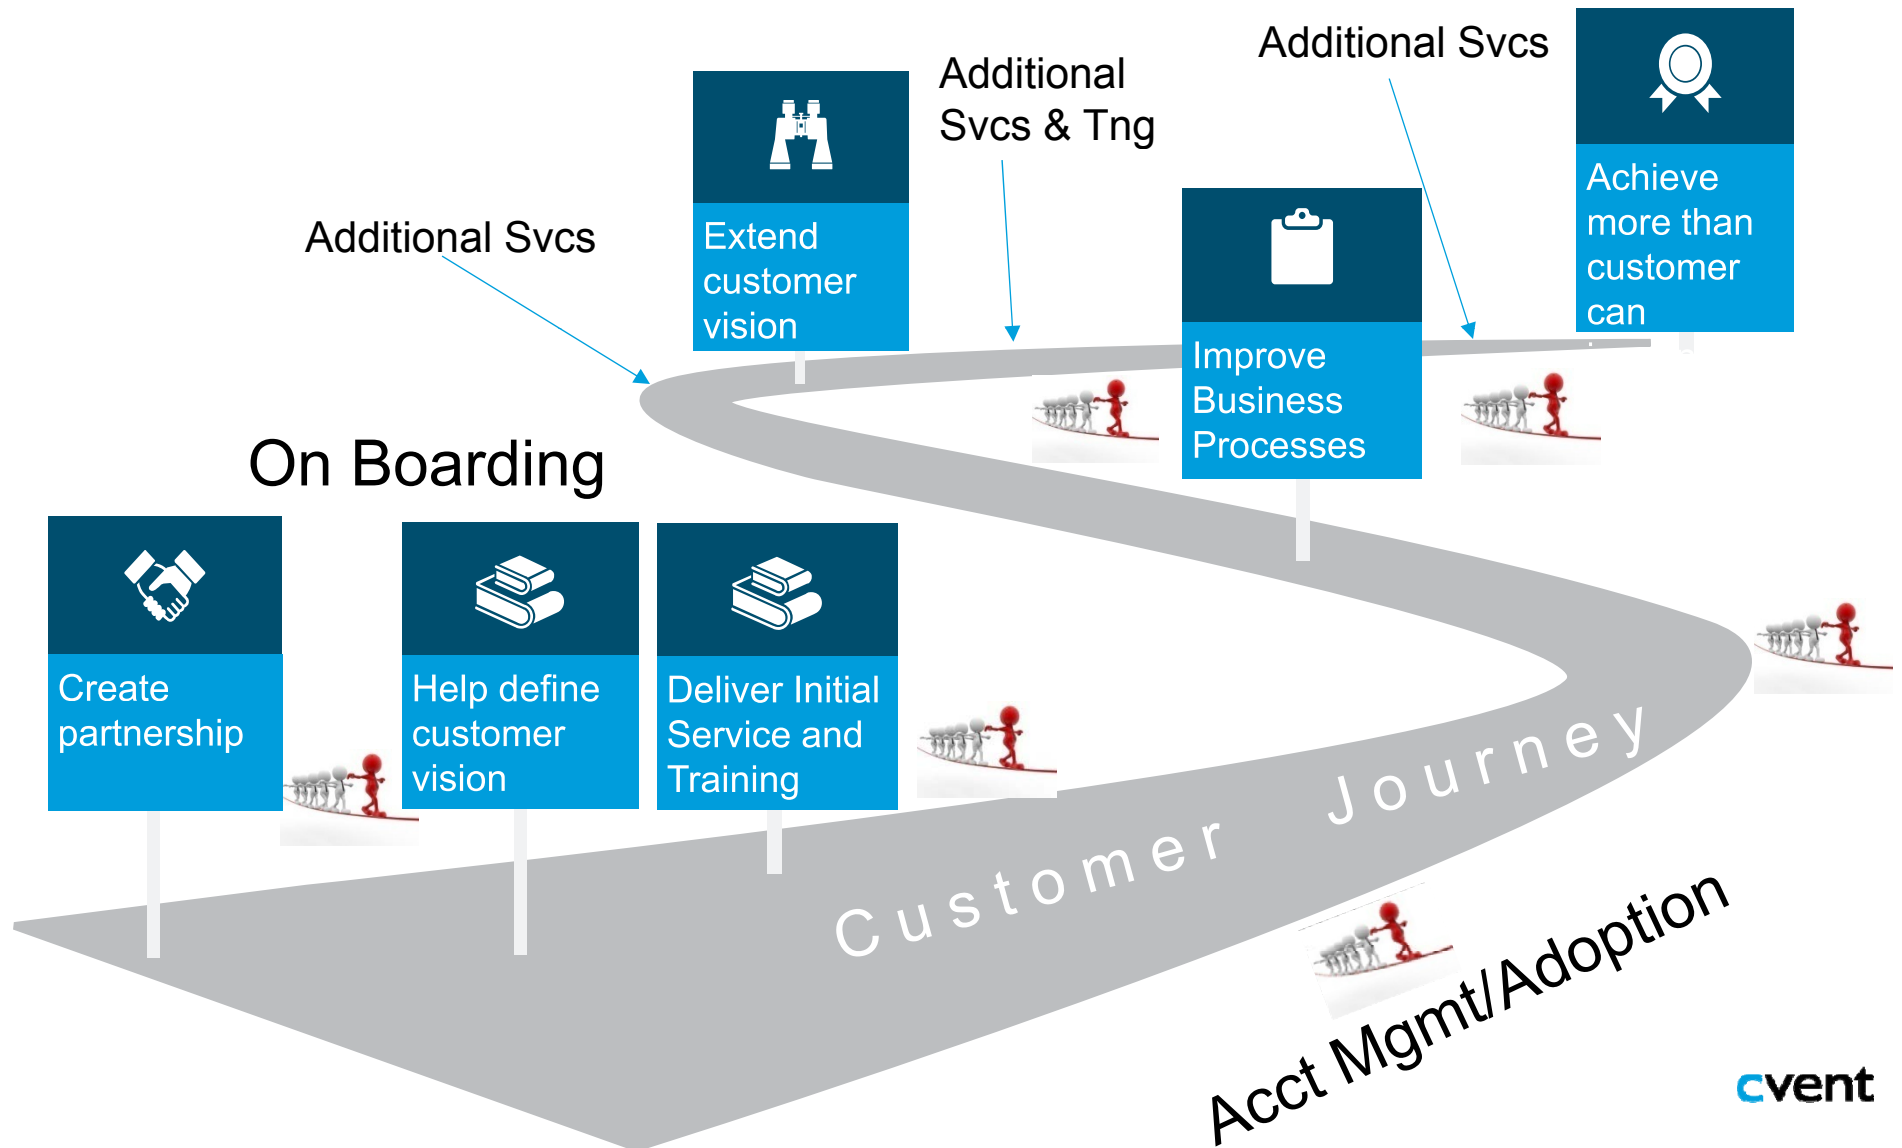 Additional Svcs
Additional
Svcs & Tng
Additional Svcs
Extend
customer
vision
Achieve
more than
customer
can
Improve
Business
Processes
On Boarding
Create
partnership
Help define
customer
vision
Deliver Initial
Service and
Training
Customer Journey
Acct Mgmt/Adoption
cvent